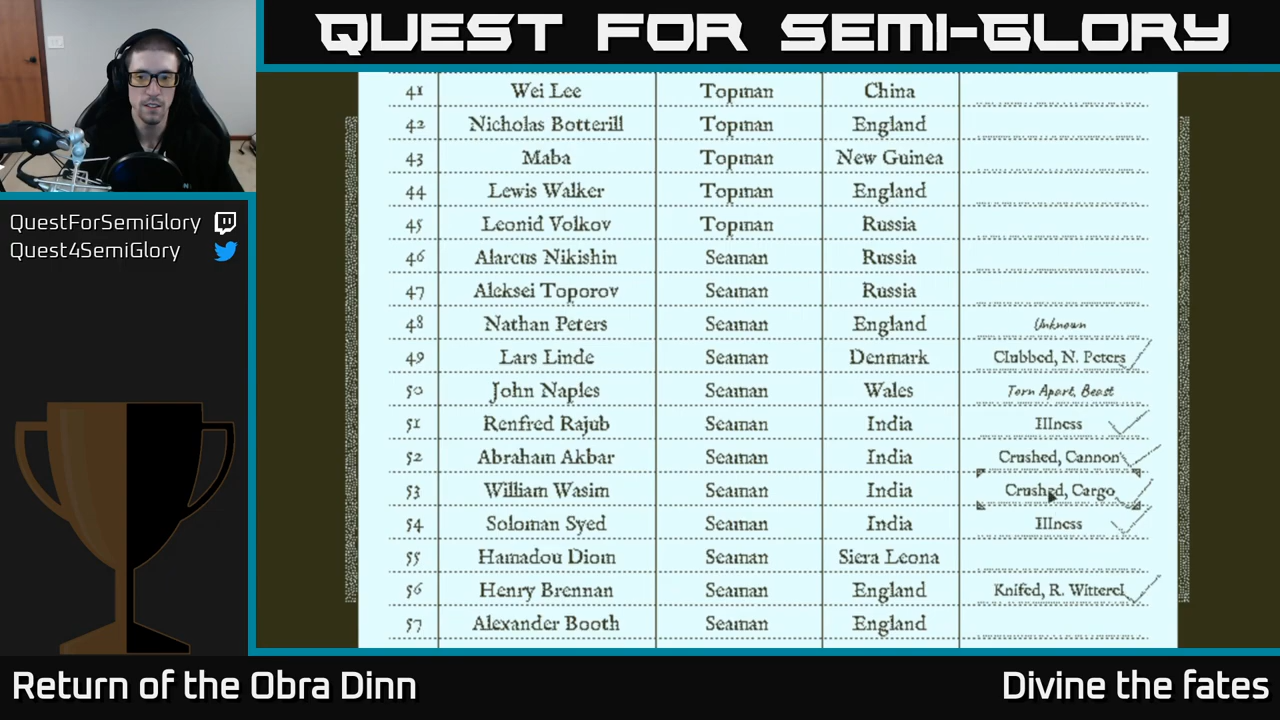 QUEST FOR SEMI-GLORY
QuestForSemiGlory
Quest4SemiGlory
41 Wei Lee Topman China
42 Nicholas Botterill Topman England
43 Maba Topman New Guinea
44 Lewis Walker Topman England
45 Leonid Volkov Topman Russia
46 Alarcus Nikishin Seaman Russia
47 Aleksei Toporov Seaman Russia
48 Nathan Peters Seaman England Unknown
49 Lars Linde Seaman Denmark Clubbed, N. Peters
50 John Naples Seaman Wales Torn Apart, Beast
51 Renfred Rajub Seaman India Illness
52 Abraham Akbar Seaman India Crushed, Cannon
53 William Wasim Seaman India Crushed, Cargo
54 Soloman Syed Seaman India Illness
55 Hamadou Diom Seaman Siera Leona
56 Henry Brennan Seaman England Knifed, R. Witterel
57 Alexander Booth Seaman England
Return of the Obra Dinn
Divine the fates